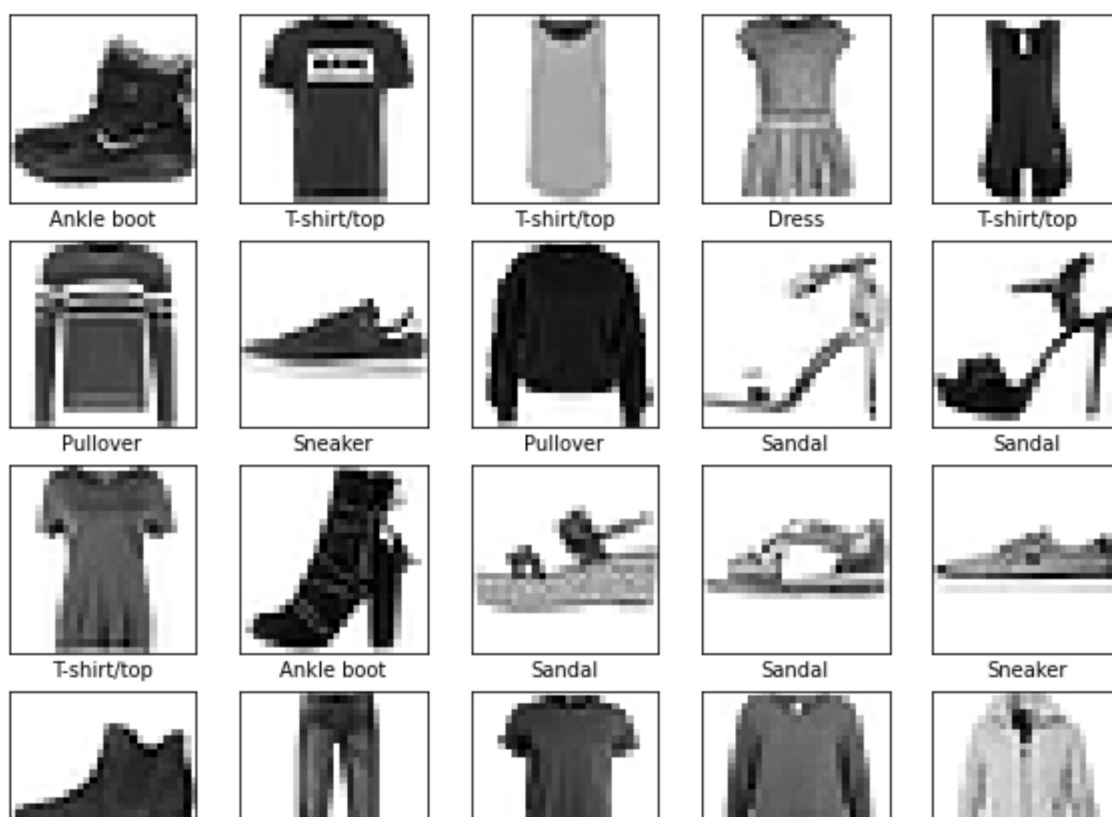 Ankle boot T-shirt/top T-shirt/top Dress T-shirt/top
Pullover Sneaker Pullover Sandal Sandal
T-shirt/top Ankle boot Sandal Sandal Sneaker